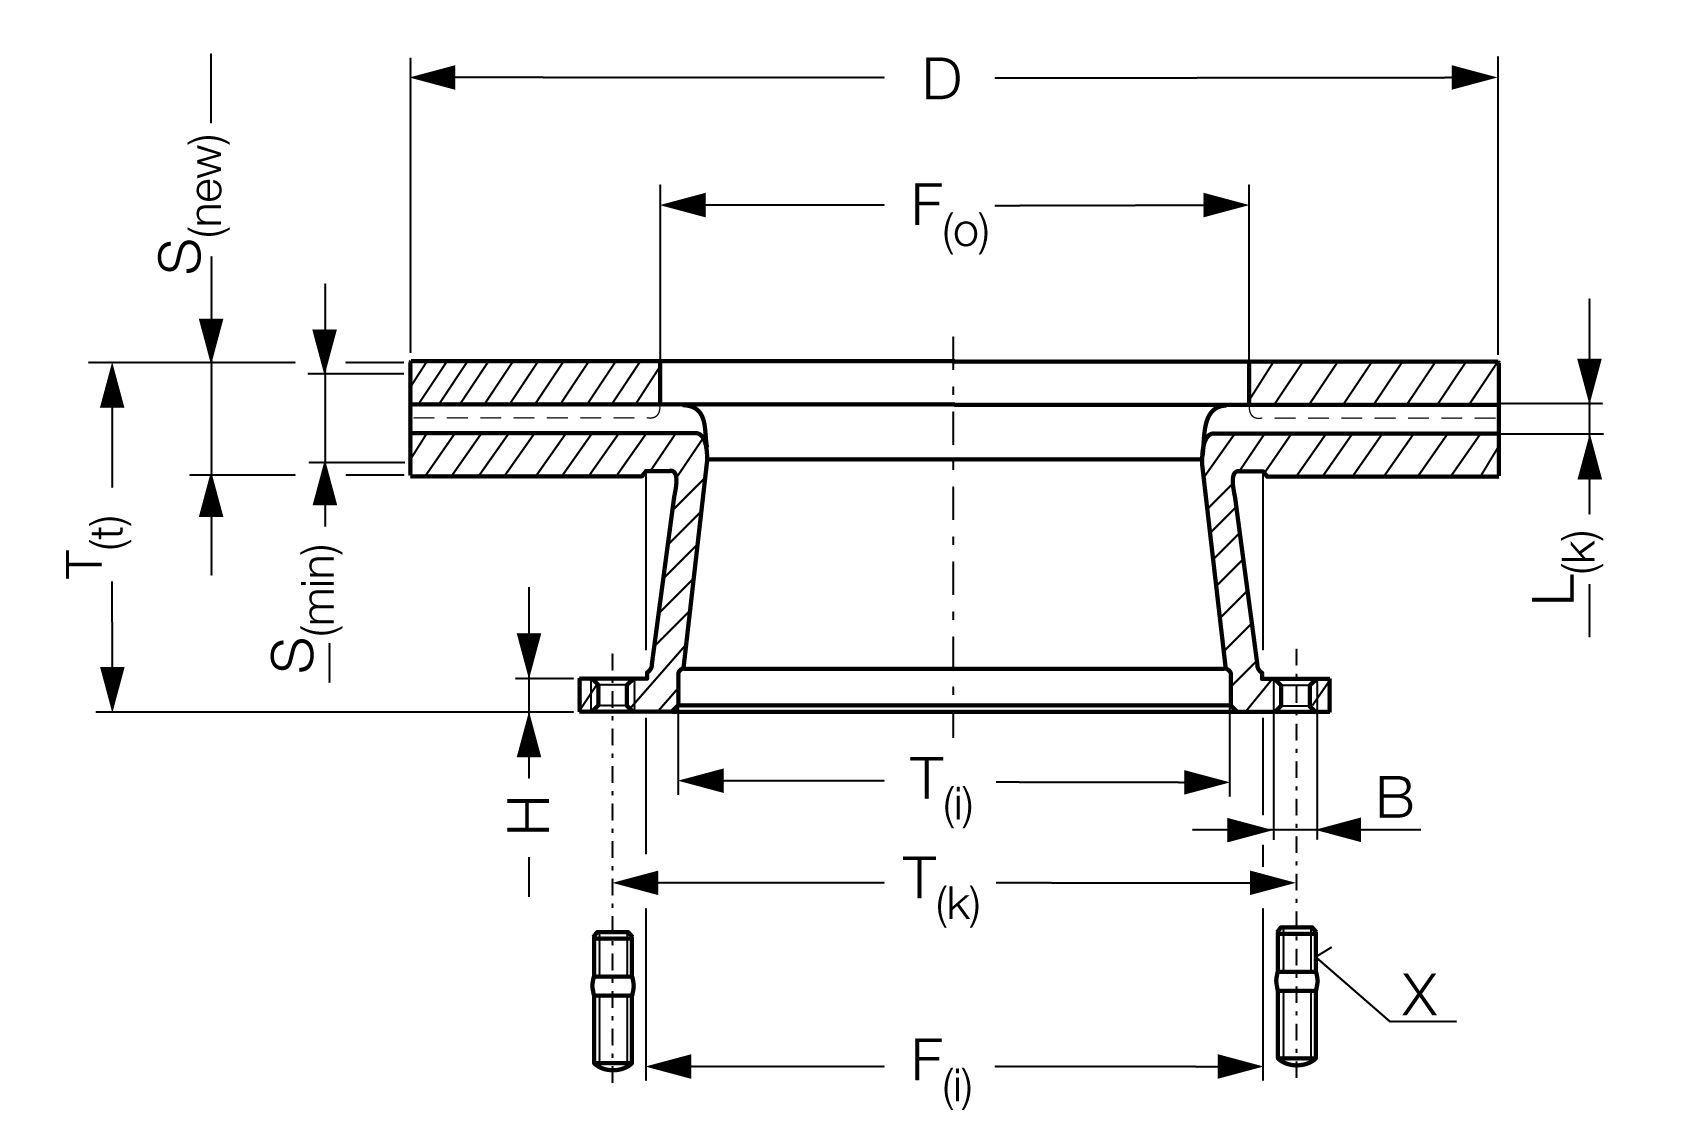 D
F(o)
S(new)
S(min)
T(t)
L(k)
H
T(i)
B
T(k)
X
F(i)